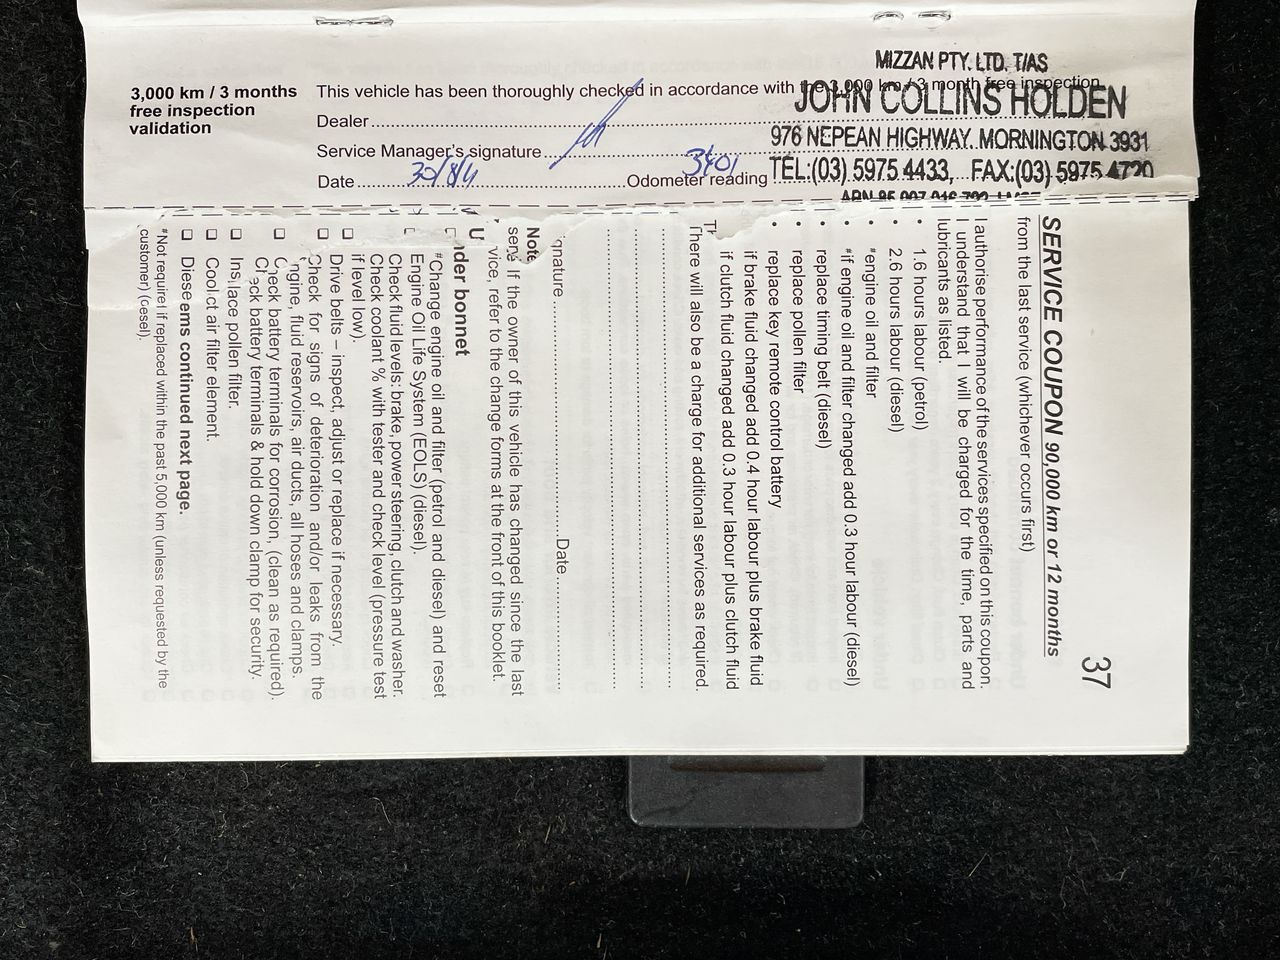 3,000 km / 3 months
free inspection
validation
This vehicle has been thoroughly checked in accordance with the 3,000 km / 3 month free inspection
Dealer
Service Manager's signature
Date 30/8/11 Odometer reading 3401
MIZZAN PTY. LTD. T/AS
JOHN COLLINS HOLDEN
976 NEPEAN HIGHWAY. MORNINGTON 3931
TEL:(03) 5975 4433, FAX:(03) 5975 4720
37
SERVICE COUPON 90,000 km or 12 months
from the last service (whichever occurs first)
I authorise performance of the services specified on this coupon.
I understand that I will be charged for the time, parts and
lubricants as listed.
• 1.6 hours labour (petrol)
• 2.6 hours labour (diesel)
• *engine oil and filter
• *if engine oil and filter changed add 0.3 hour labour (diesel)
• replace timing belt (diesel)
• replace pollen filter
• replace key remote control battery
if brake fluid changed add 0.4 hour labour plus brake fluid
if clutch fluid changed add 0.3 hour labour plus clutch fluid
There will also be a charge for additional services as required.
gnature Date
Note
If the owner of this vehicle has changed since the last
vice, refer to the change forms at the front of this booklet.
U nder bonnet
#Change engine oil and filter (petrol and diesel) and reset
Engine Oil Life System (EOLS) (diesel).
Check fluid levels: brake, power steering, clutch and washer.
Check coolant % with tester and check level (pressure test
if level low).
Drive belts – inspect, adjust or replace if necessary.
Check for signs of deterioration and/or leaks from the
ngine, fluid reservoirs, air ducts, all hoses and clamps.
eck battery terminals for corrosion, (clean as required).
eck battery terminals & hold down clamp for security.
lace pollen filter.
ct air filter element.
ems continued next page.
#Not required if replaced within the past 5,000 km (unless requested by the
customer)